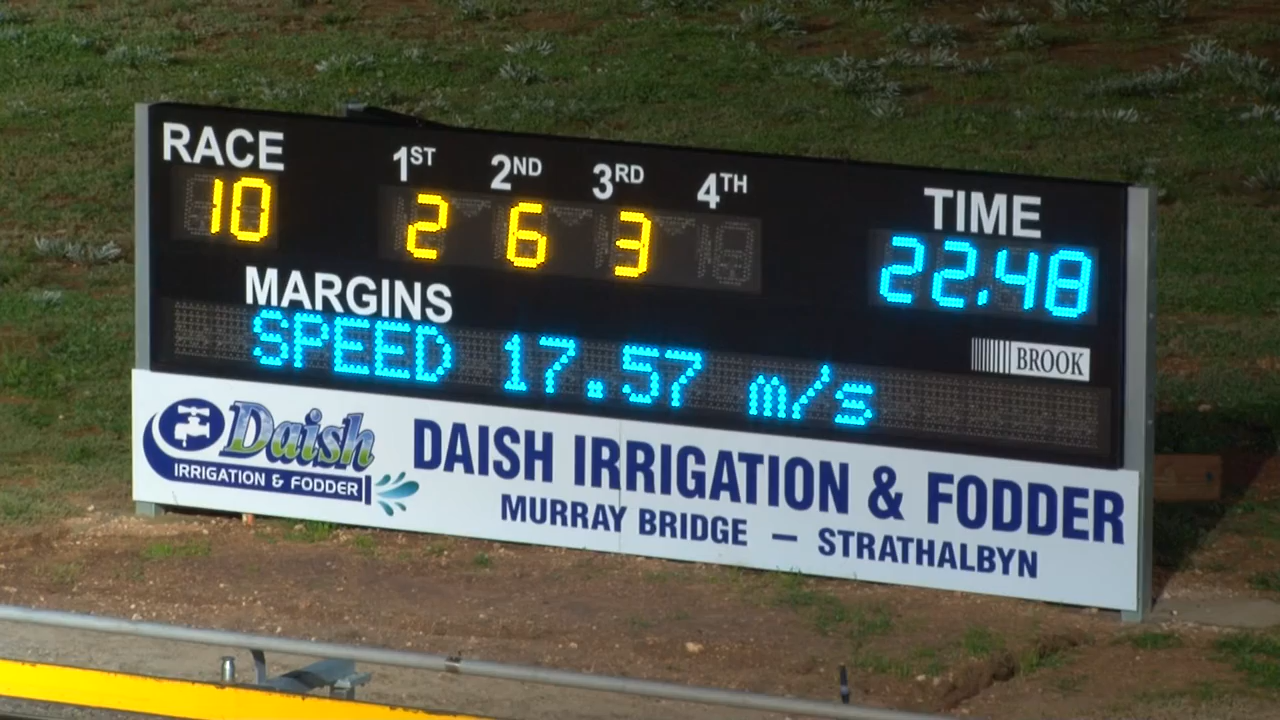 RACE 1ST 2ND 3RD 4TH TIME
10 2 6 3 22.48
MARGINS
SPEED 17.57 m/s
BROOK
Daish
IRRIGATION & FODDER
DAISH IRRIGATION & FODDER
MURRAY BRIDGE – STRATHALBYN